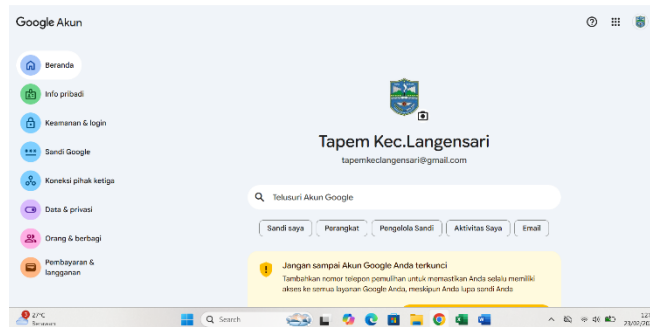 Google Akun
Beranda
Info pribadi
Keamanan & login
Sandi Google
Koneksi pihak ketiga
Data & privasi
Orang & berbagi
Pembayaran &
langganan
Tapem Kec.Langensari
tapemkeclangensari@gmail.com
Telusuri Akun Google
Sandi saya
Perangkat
Pengelola Sandi
Aktivitas Saya
Email
Jangan sampai Akun Google Anda terkunci
Tambahkan nomor telepon pemulihan untuk memastikan Anda selalu memiliki
akses ke semua layanan Google Anda, meskipun Anda lupa sandi Anda
27°C
Berawan
Search